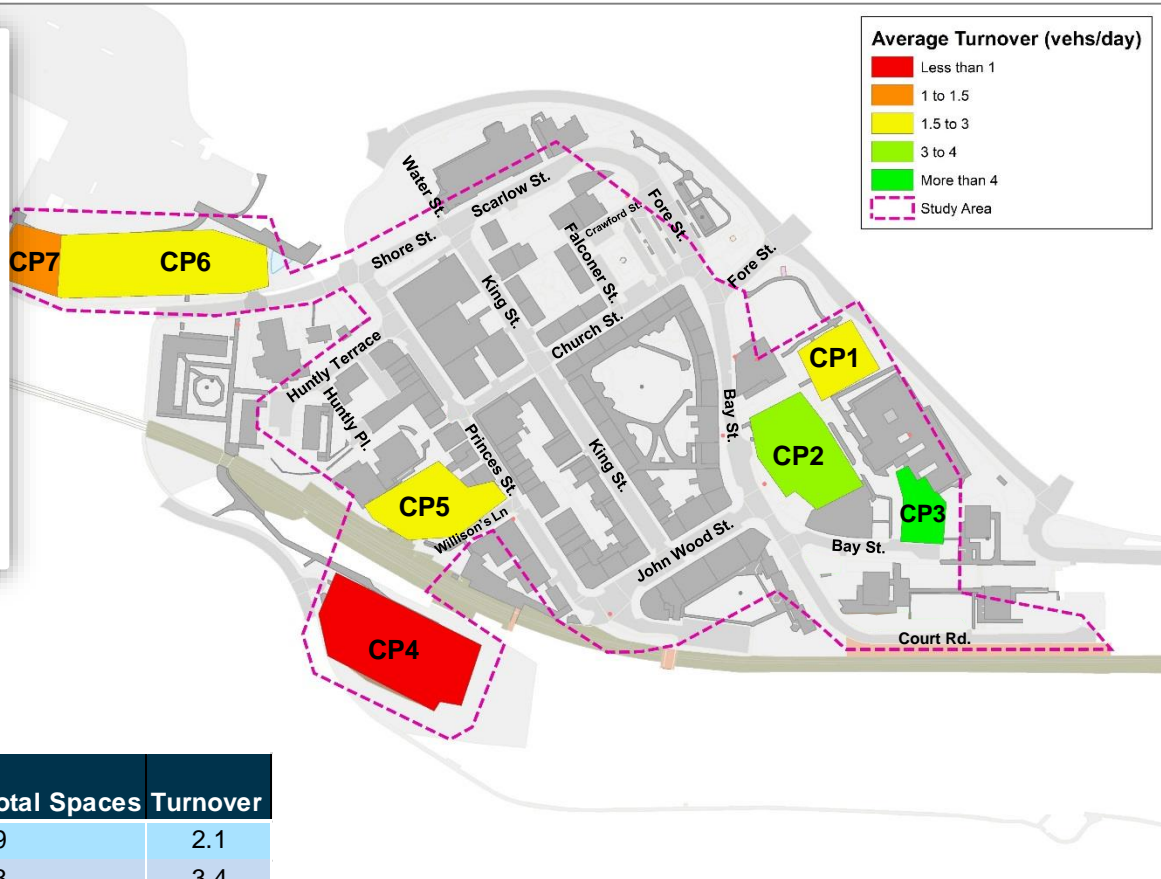 Average Turnover (vehs/day)
Less than 1
1 to 1.5
1.5 to 3
3 to 4
More than 4
Study Area
Water St.
Scarlow St.
Fore St.
Crawford St.
Falconer St.
Shore St.
Fore St.
CP7
CP6
King St.
Church St.
Huntly Terrace
CP1
Huntly Pl.
Bay St.
Princes St.
King St.
CP2
CP5
CP3
Willison's Ln
John Wood St.
Bay St.
Court Rd.
CP4
Spaces Turnover
9 2.1
3.4